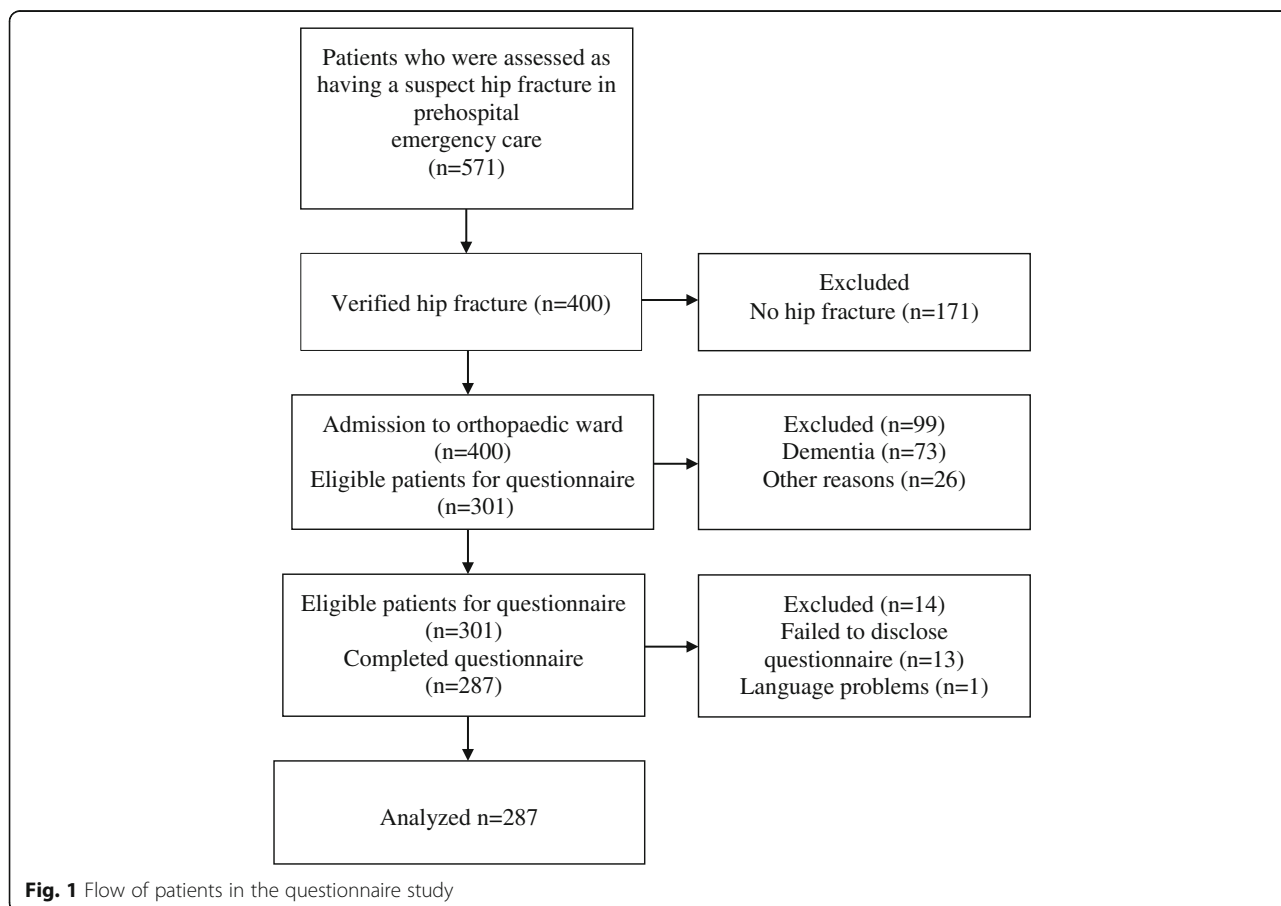 Patients who were assessed as
having a suspect hip fracture in
prehospital
emergency care
(n=571)
Verified hip fracture (n=400)
Excluded
No hip fracture (n=171)
Admission to orthopaedic ward
(n=400)
Eligible patients for questionnaire
(n=301)
Excluded (n=99)
Dementia (n=73)
Other reasons (n=26)
Eligible patients for questionnaire
(n=301)
Completed questionnaire
(n=287)
Excluded (n=14)
Failed to disclose
questionnaire (n=13)
Language problems (n=1)
Analyzed n=287
Fig. 1 Flow of patients in the questionnaire study